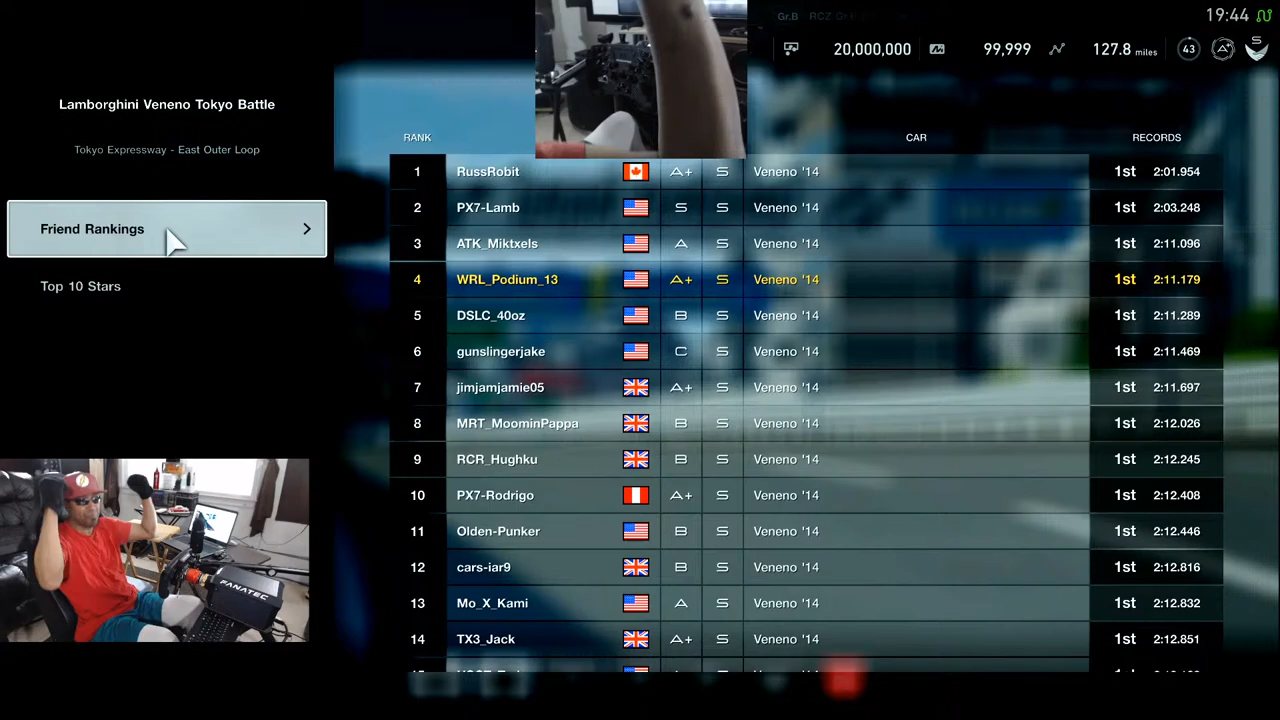 Gr.B
19:44
20,000,000 99,999 127.8 miles 43 A+ S
Lamborghini Veneno Tokyo Battle
Tokyo Expressway - East Outer Loop
Friend Rankings
Top 10 Stars
RANK CAR RECORDS
1 RussRobit A+ S Veneno '14 1st 2:01.954
2 PX7-Lamb S S Veneno '14 1st 2:03.248
3 ATK_Miktxels A S Veneno '14 1st 2:11.096
4 WRL_Podium_13 A+ S Veneno '14 1st 2:11.179
5 DSLC_40oz B S Veneno '14 1st 2:11.289
6 gunslingerjake C S Veneno '14 1st 2:11.469
7 jimjamjamie05 A+ S Veneno '14 1st 2:11.697
8 MRT_MoominPappa B S Veneno '14 1st 2:12.026
9 RCR_Hughku B S Veneno '14 1st 2:12.245
10 PX7-Rodrigo A+ S Veneno '14 1st 2:12.408
11 Olden-Punker B S Veneno '14 1st 2:12.446
12 cars-iar9 B S Veneno '14 1st 2:12.816
13 Mo_X_Kami A S Veneno '14 1st 2:12.832
14 TX3_Jack A+ S Veneno '14 1st 2:12.851
FANATEC